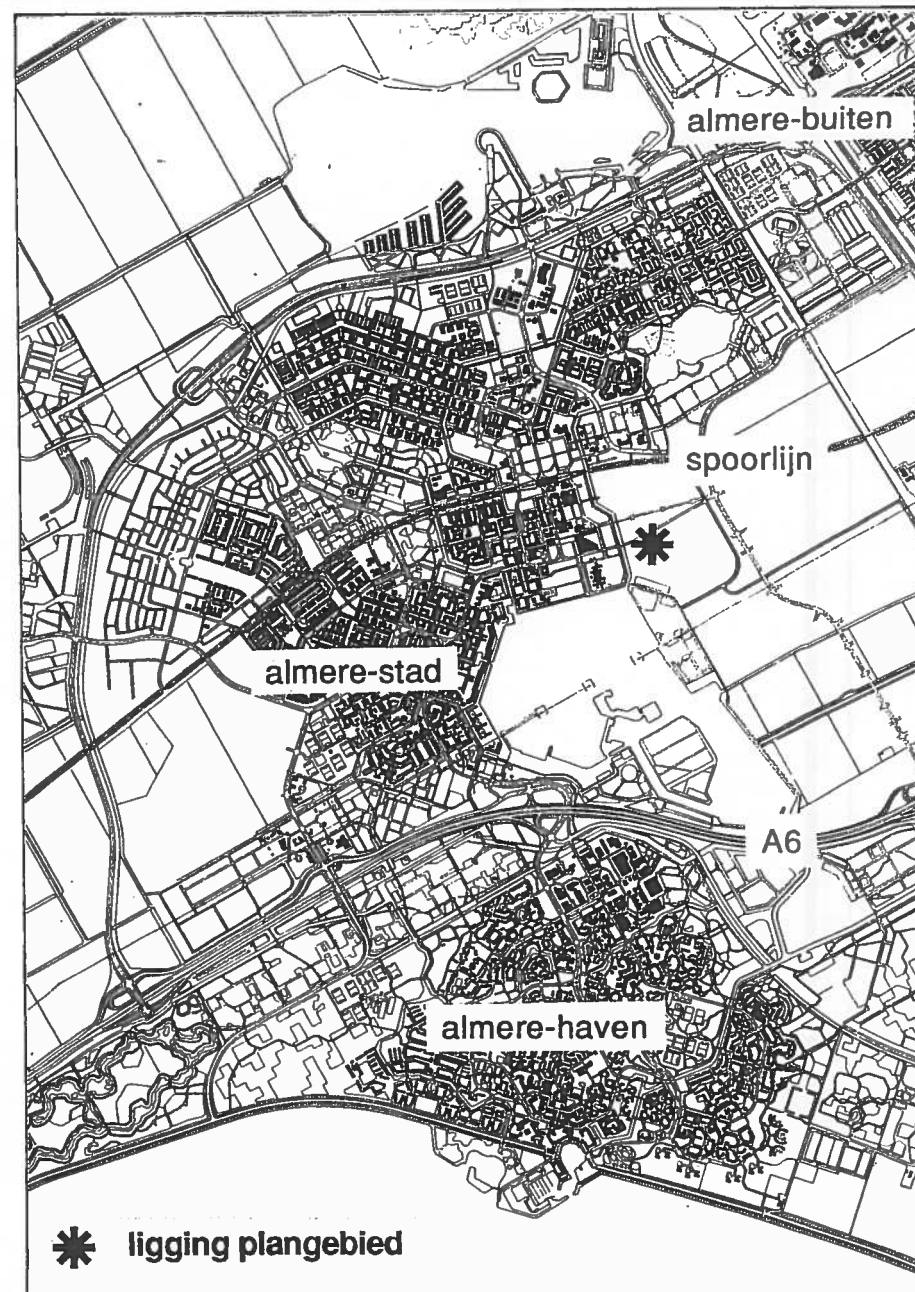 almere-buiten
spoorlijn
almere-stad
A6
almere-haven
ligging plangebied